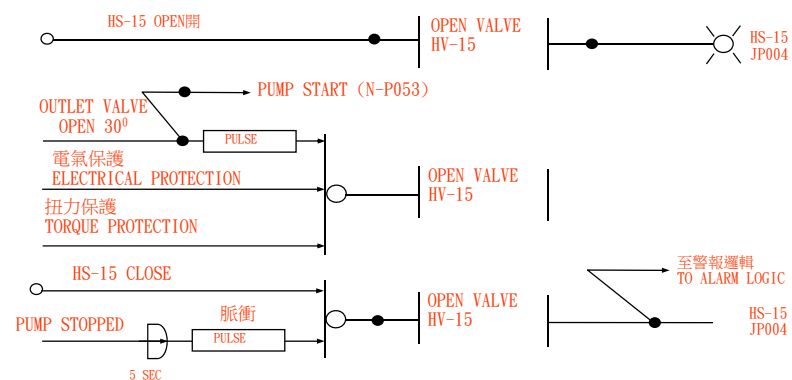 HS-15 OPEN開
OPEN VALVE
HV-15
HS-15
JP004
PUMP START (N-P053)
OUTLET VALVE
OPEN 30⁰
PULSE
電氣保護
ELECTRICAL PROTECTION
OPEN VALVE
HV-15
扭力保護
TORQUE PROTECTION
至警報邏輯
TO ALARM LOGIC
HS-15 CLOSE
OPEN VALVE
HV-15
HS-15
JP004
脈衝
PUMP STOPPED
PULSE
5 SEC